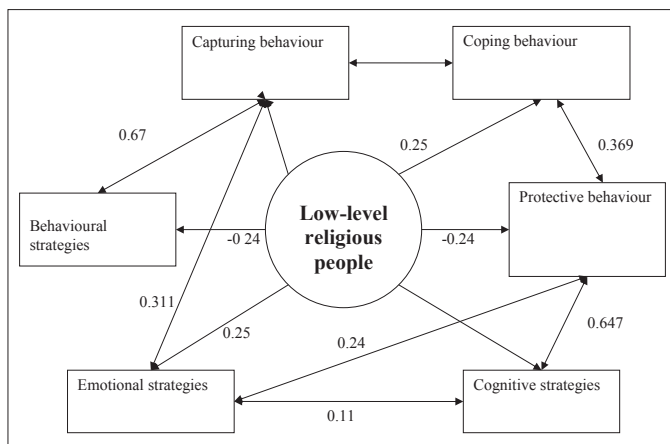 Capturing behaviour
Coping behaviour
0.67
0.25
0.369
Behavioural
strategies
-0 24
Low-level
religious
people
-0.24
Protective behaviour
0.311
0.25
0.24
0.647
Emotional strategies
0.11
Cognitive strategies